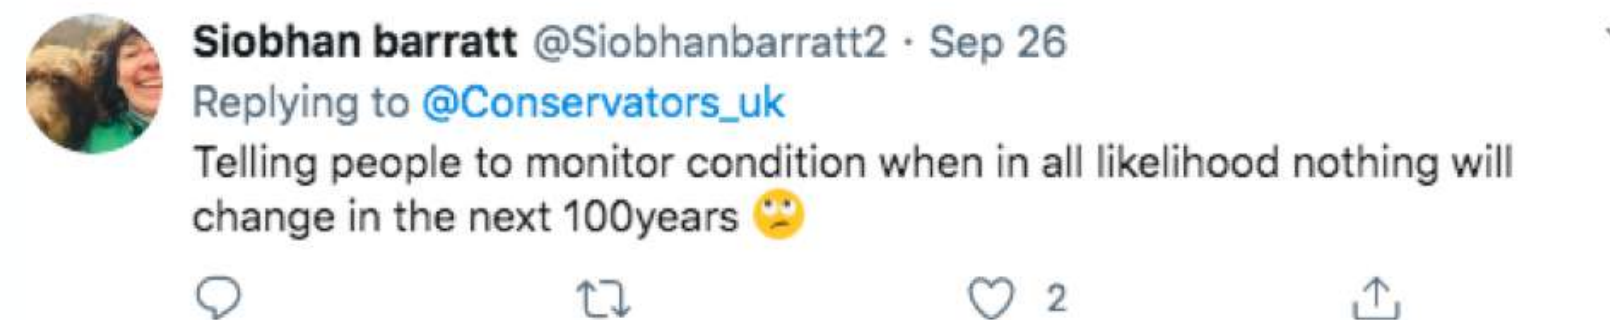 Siobhan barratt @Siobhanbarratt2 · Sep 26
Replying to @Conservators_uk
Telling people to monitor condition when in all likelihood nothing will
change in the next 100years 🙄
2